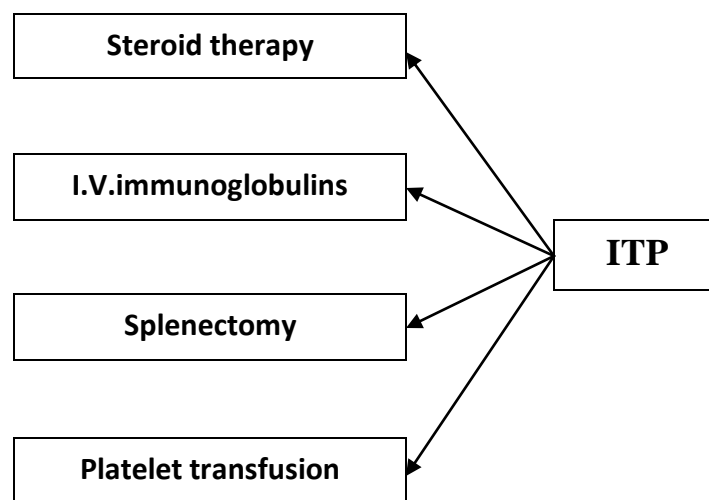 Steroid therapy
I.V.immunoglobulins
ITP
Splenectomy
Platelet transfusion